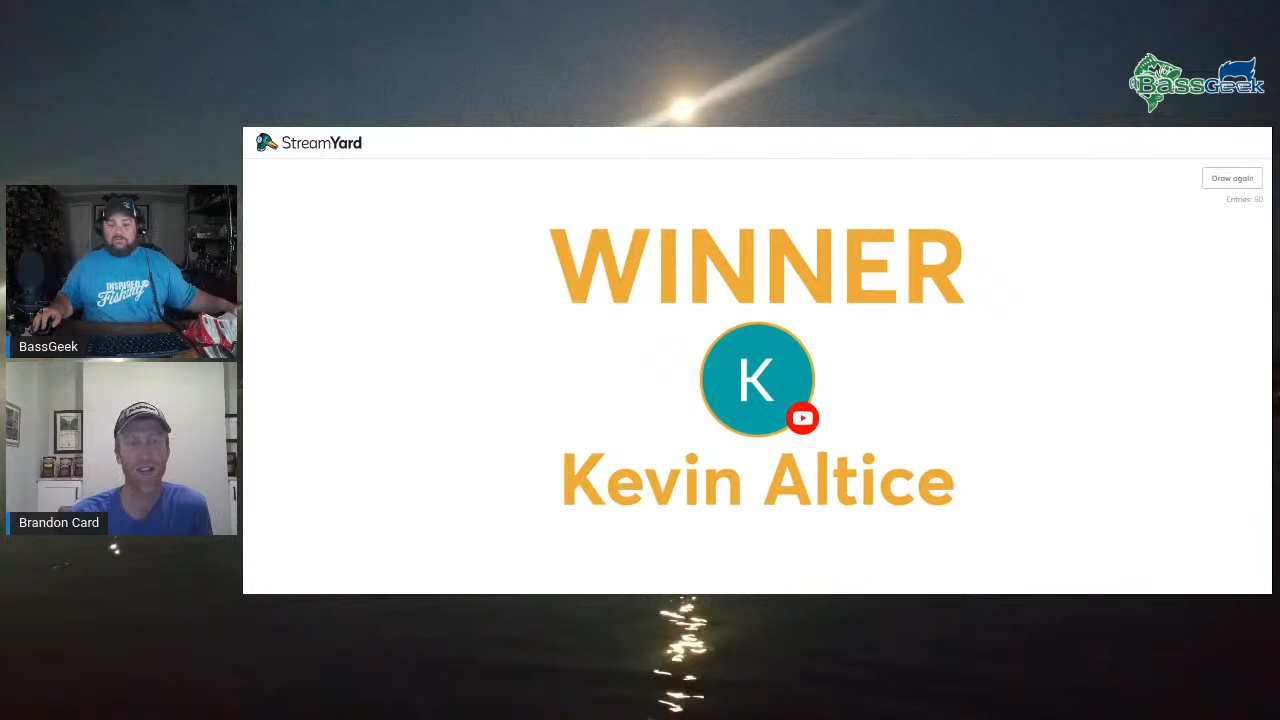 BassGeek
StreamYard
Draw again
Entries: 50
WINNER
K
Kevin Altice
INSPIRED
Fishing
BassGeek
Brandon Card